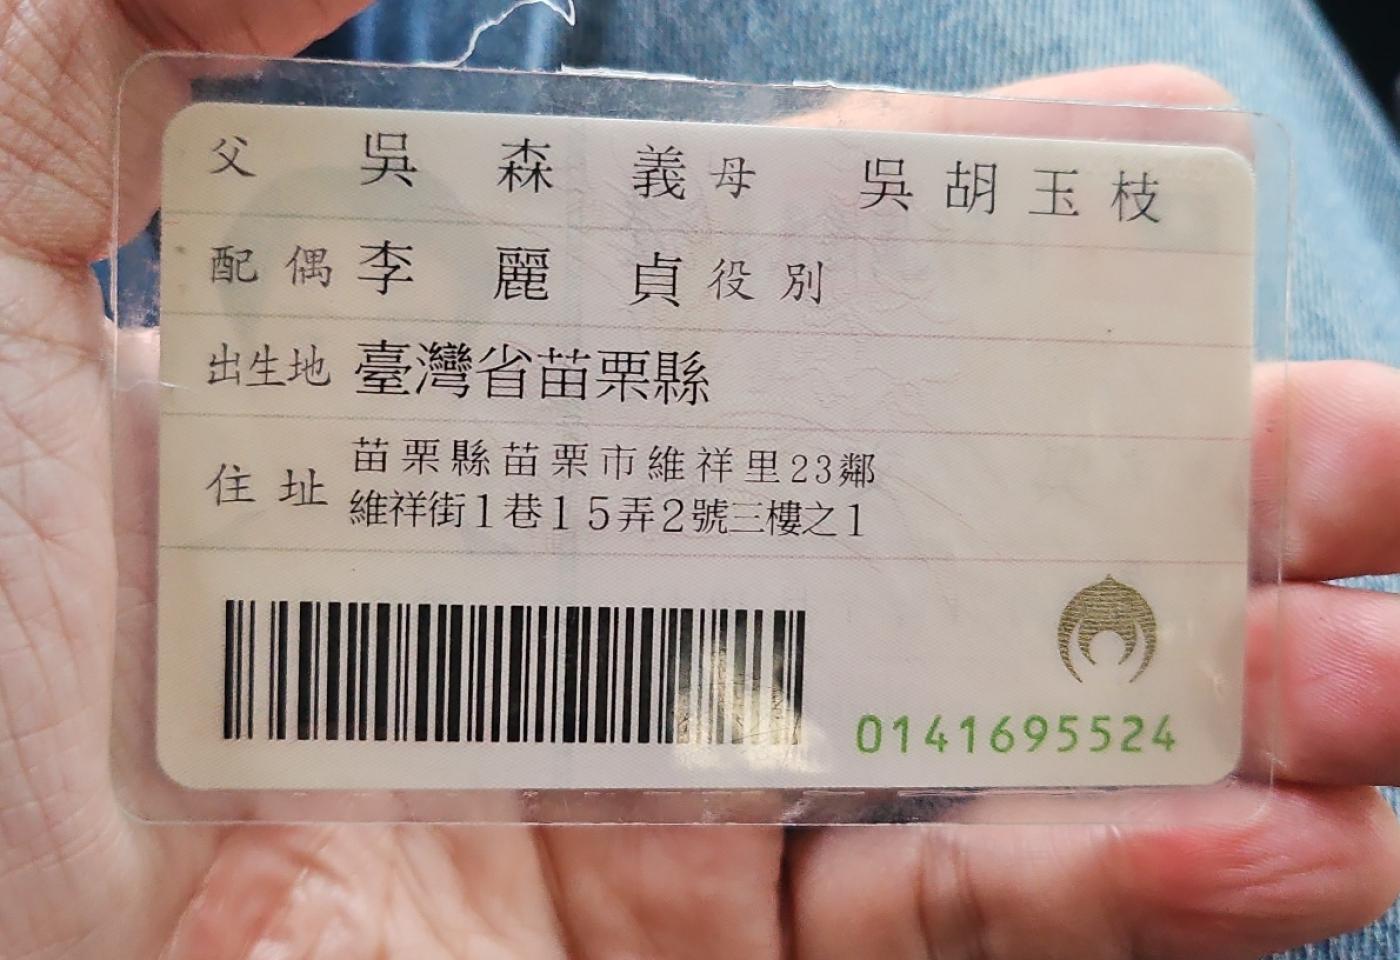 父 吳森義 母 吳胡玉枝
配偶 李麗貞 役別
出生地 臺灣省苗栗縣
住址 苗栗縣苗栗市維祥里23鄰
維祥街1巷15弄2號三樓之1
0141695524